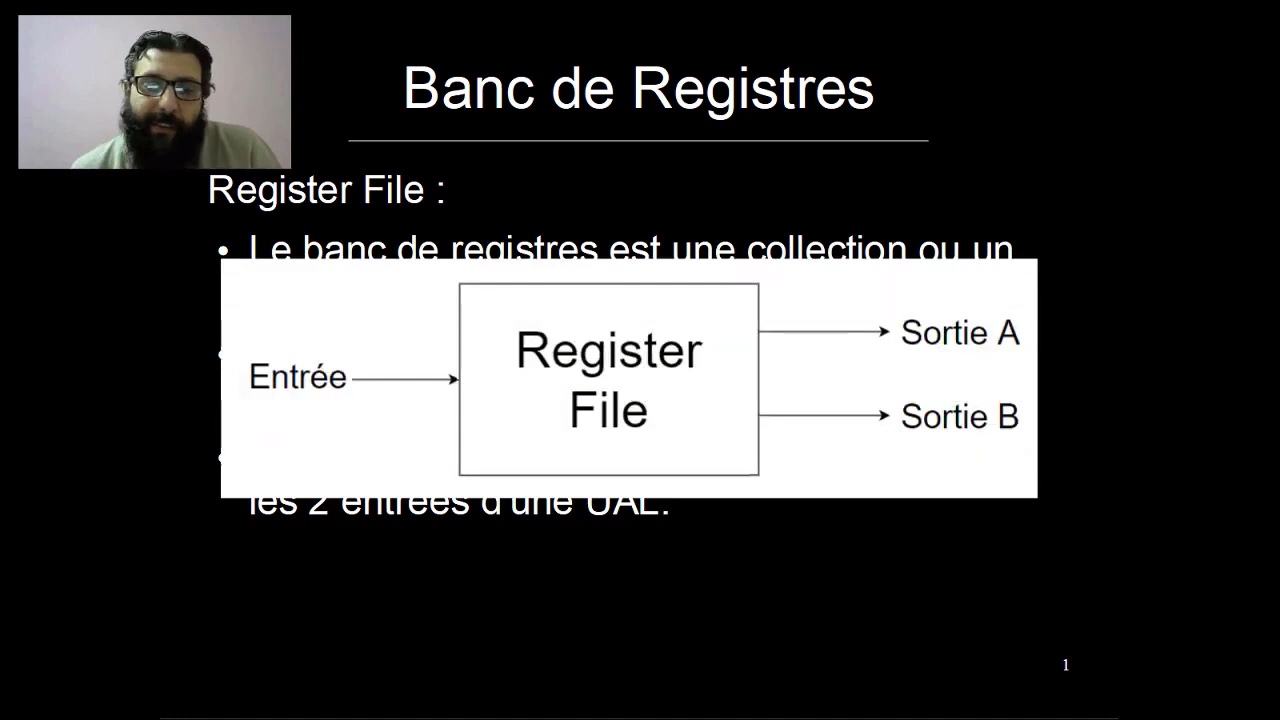 Banc de Registres
Register File :
• Le banc de registres est une collection ou un
Register
File
Entrée
Sortie A
Sortie B
les 2 entrées d'une UAL.
1